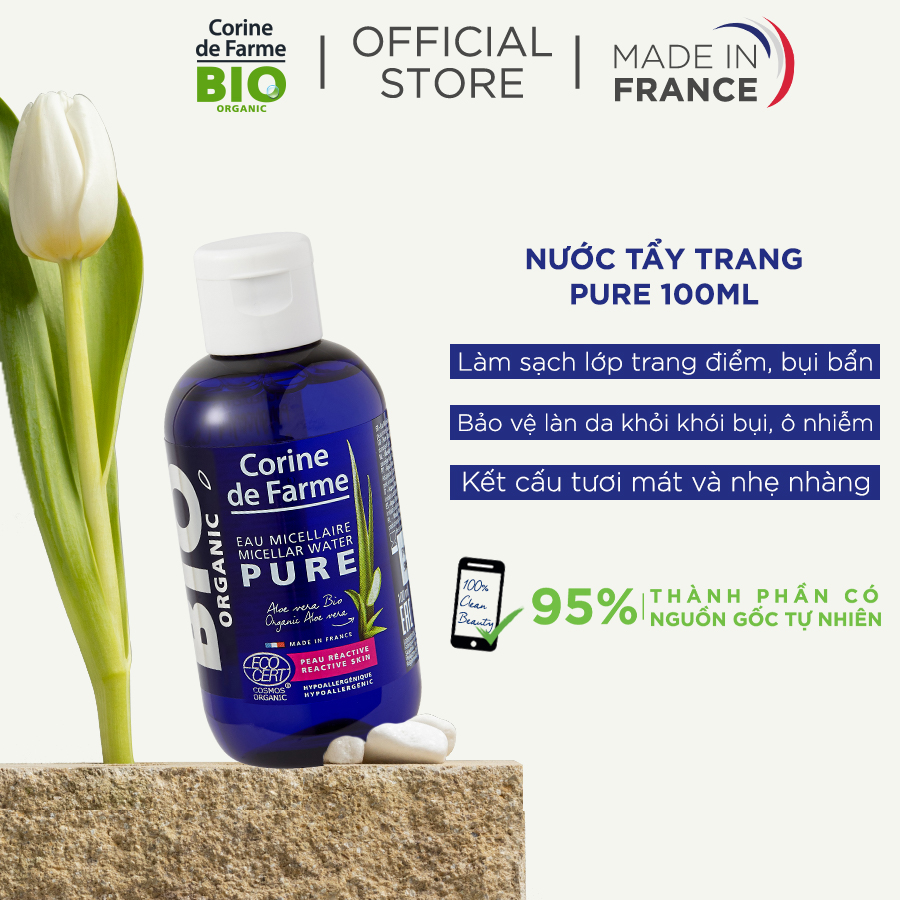 Corine
de Farme
BIO
ORGANIC
OFFICIAL
STORE
MADE IN
FRANCE
NƯỚC TẨY TRANG
PURE 100ML
Làm sạch lớp trang điểm, bụi bẩn
Bảo vệ làn da khỏi khói bụi, ô nhiễm
Kết cấu tươi mát và nhẹ nhàng
100%
Clean
Beauty
95%
THÀNH PHẦN CÓ
NGUỒN GỐC TỰ NHIÊN
BIO
ORGANIC
Corine
de Farme
EAU MICELLAIRE
MICELLAR WATER
PURE
Aloe vera Bio
Organic Aloe vera
MADE IN FRANCE
ECO
CERT
COSMOS
ORGANIC
PEAU RÉACTIVE
REACTIVE SKIN
HYPOALLERGÉNIQUE
HYPOALLERGENIC